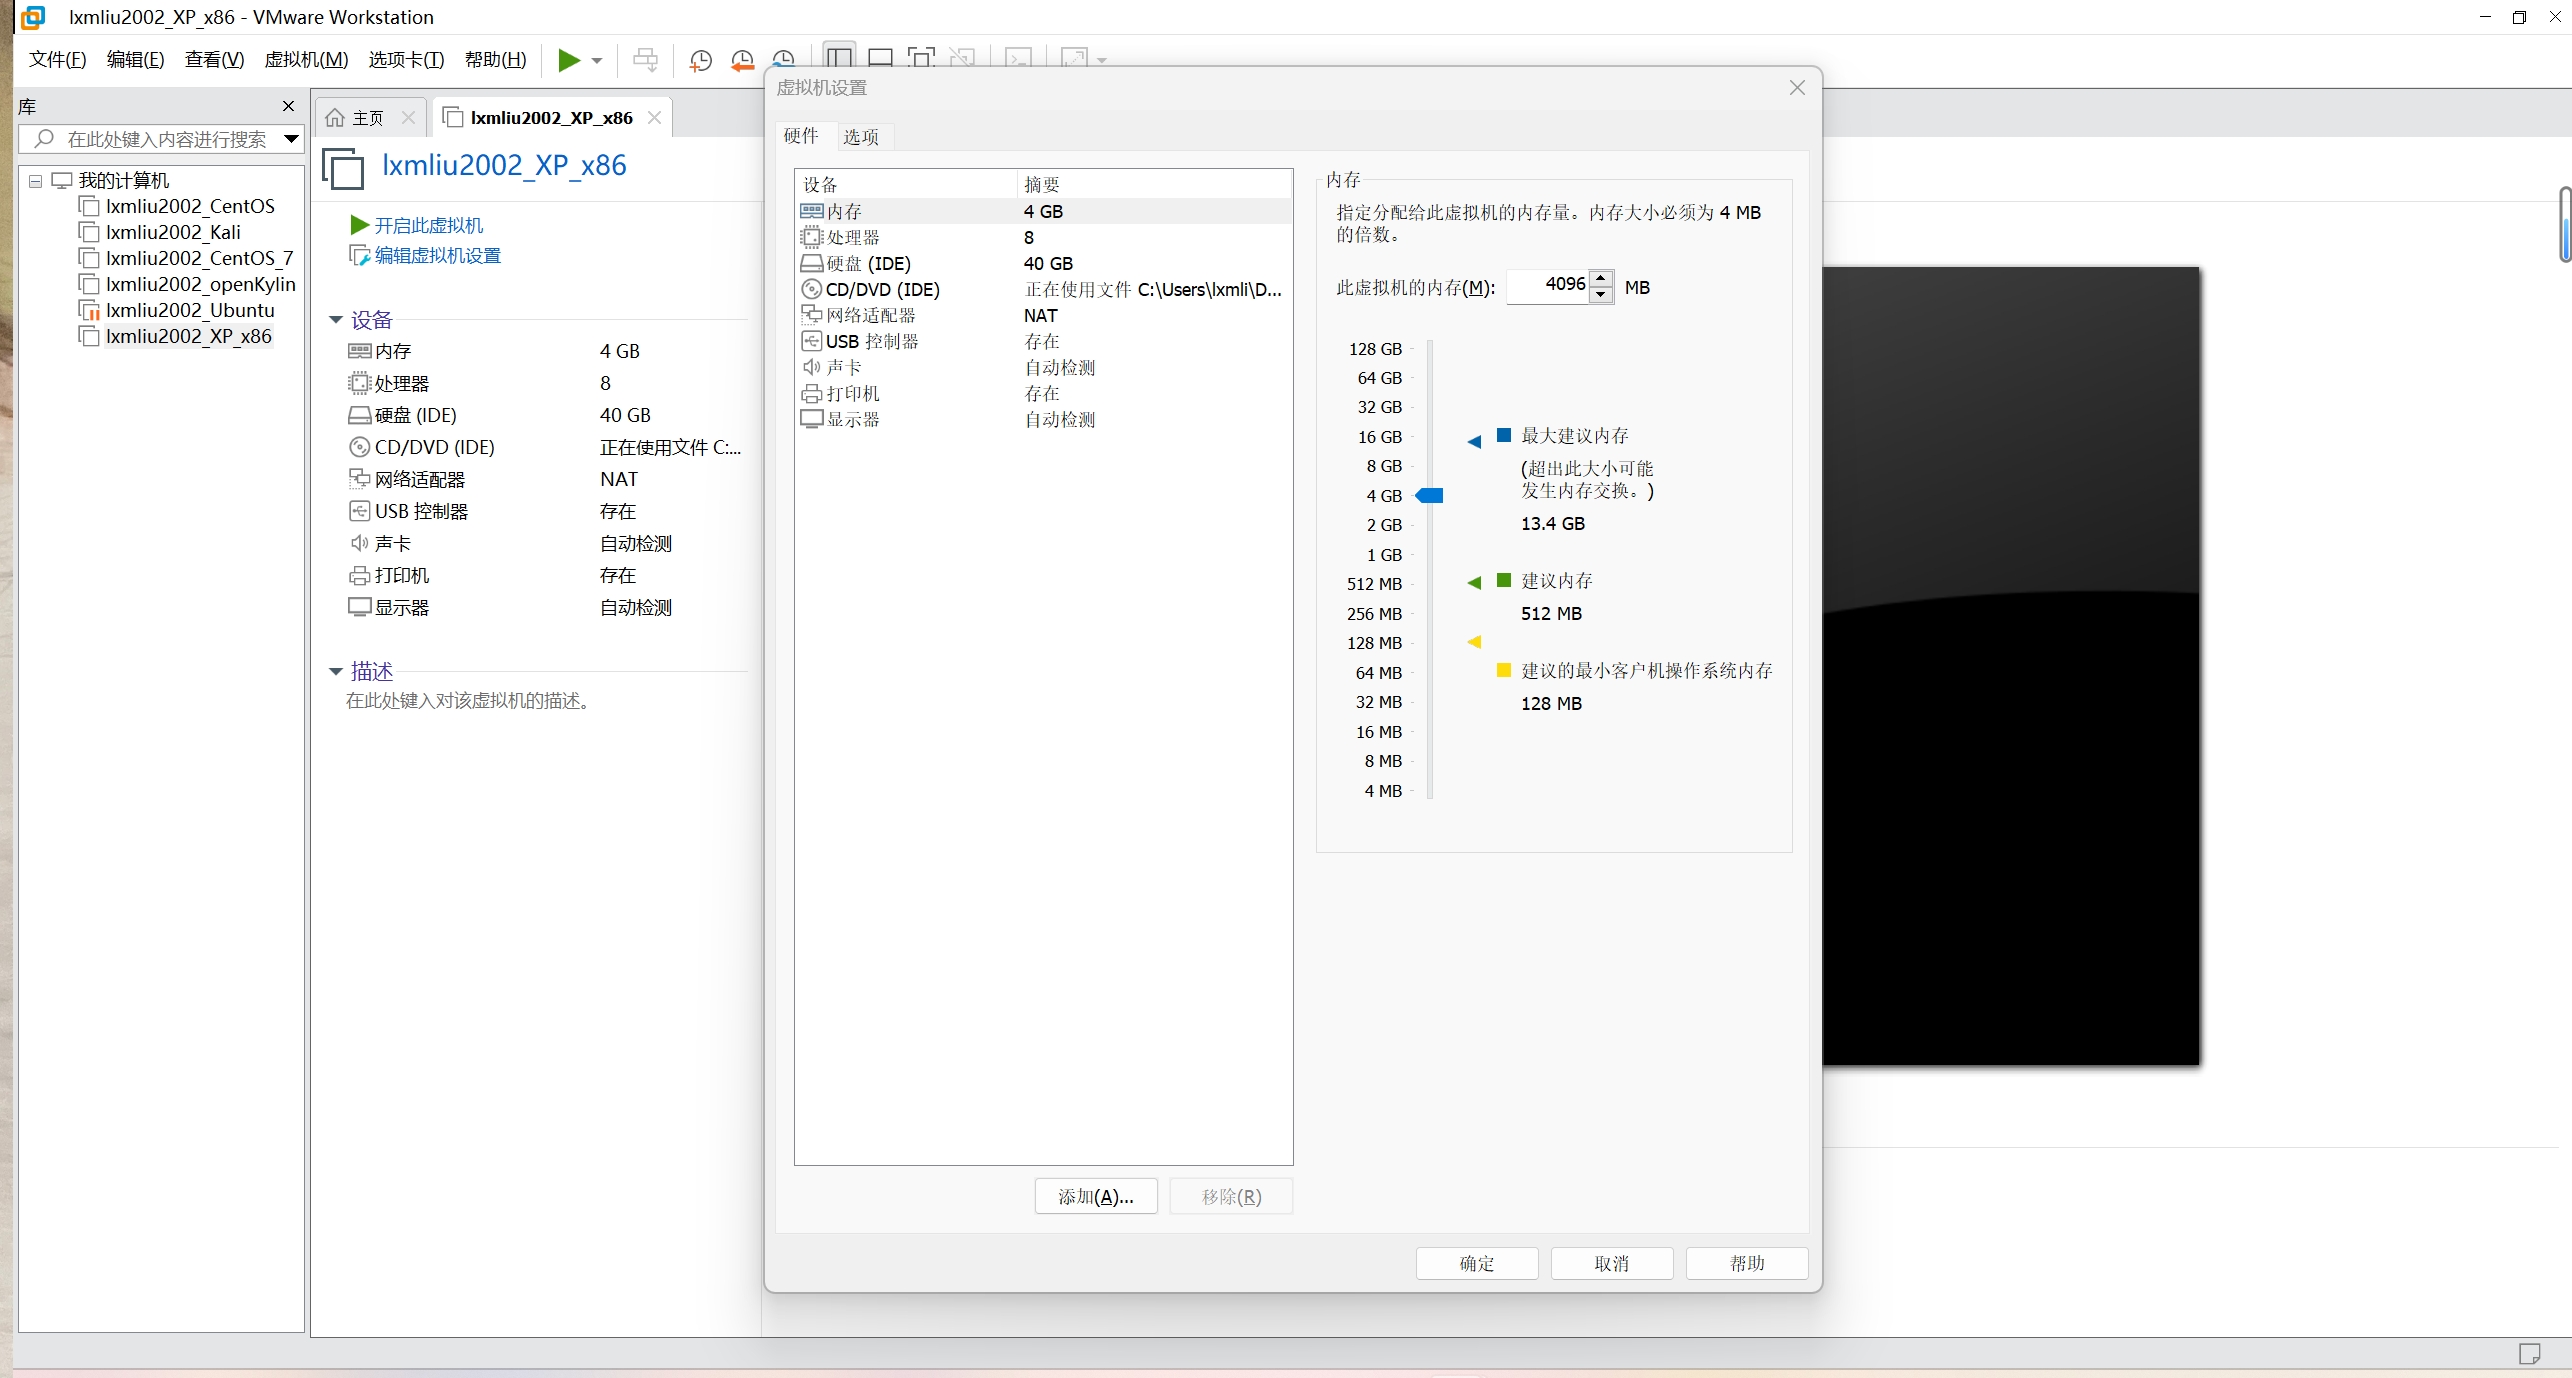 lxmliu2002_XP_x86 - VMware Workstation
文件(F) 编辑(E) 查看(V) 虚拟机(M) 选项卡(T) 帮助(H)
库
在此处键入内容进行搜索
我的计算机
lxmliu2002_CentOS
lxmliu2002_Kali
lxmliu2002_CentOS_7
lxmliu2002_openKylin
lxmliu2002_Ubuntu
lxmliu2002_XP_x86
主页
lxmliu2002_XP_x86
lxmliu2002_XP_x86
开启此虚拟机
编辑虚拟机设置
设备
内存 4 GB
处理器 8
硬盘 (IDE) 40 GB
CD/DVD (IDE) 正在使用文件 C:...
网络适配器 NAT
USB 控制器 存在
声卡 自动检测
打印机 存在
显示器 自动检测
描述
在此处键入对该虚拟机的描述。
虚拟机设置
硬件 选项
设备 摘要
内存 4 GB
处理器 8
硬盘 (IDE) 40 GB
CD/DVD (IDE) 正在使用文件 C:\Users\lxmli\D...
网络适配器 NAT
USB 控制器 存在
声卡 自动检测
打印机 存在
显示器 自动检测
添加(A)... 移除(R)
内存
指定分配给此虚拟机的内存量。内存大小必须为 4 MB
的倍数。
此虚拟机的内存(M): 4096 MB
128 GB
64 GB
32 GB
16 GB
8 GB
4 GB
2 GB
1 GB
512 MB
256 MB
128 MB
64 MB
32 MB
16 MB
8 MB
4 MB
最大建议内存
(超出此大小可能
发生内存交换。)
13.4 GB
建议内存
512 MB
建议的最小客户机操作系统内存
128 MB
确定 取消 帮助